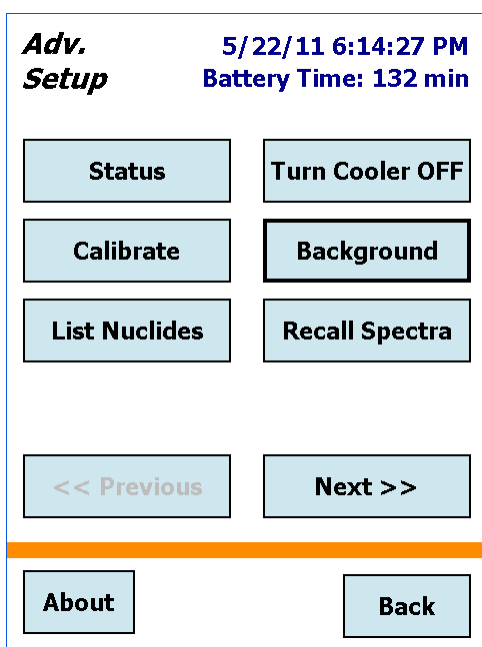 Adv. 5/22/11 6:14:27 PM
Setup Battery Time: 132 min
Status Turn Cooler OFF
Calibrate Background
List Nuclides Recall Spectra
<< Previous Next >>
About Back